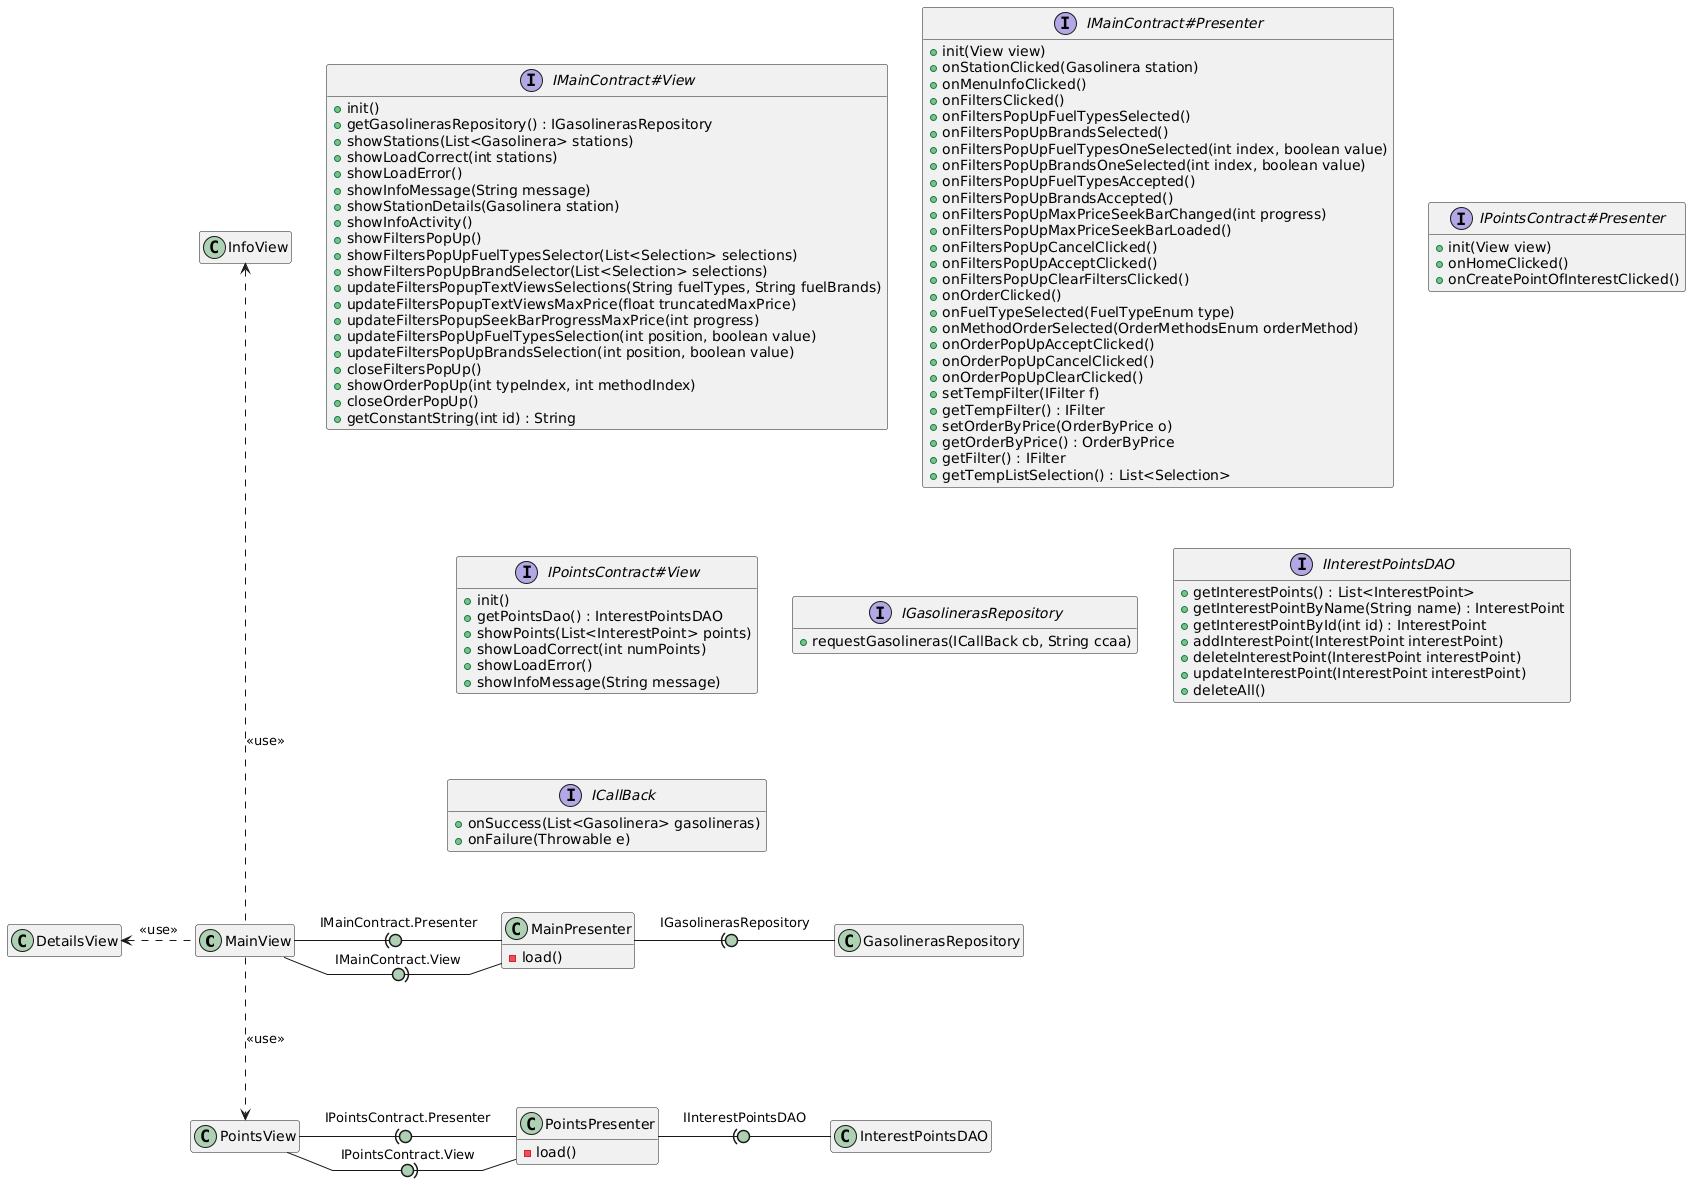 IMainContract#View
init()
getGasolinerasRepository() : IGasolinerasRepository
showStations(List<Gasolinera> stations)
showLoadCorrect(int stations)
showLoadError()
showInfoMessage(String message)
showStationDetails(Gasolinera station)
showInfoActivity()
showFiltersPopUp()
showFiltersPopUpFuelTypesSelector(List<Selection> selections)
showFiltersPopUpBrandSelector(List<Selection> selections)
updateFiltersPopupTextViewsSelections(String fuelTypes, String fuelBrands)
updateFiltersPopupTextViewsMaxPrice(float truncatedMaxPrice)
updateFiltersPopupSeekBarProgressMaxPrice(int progress)
updateFiltersPopUpFuelTypesSelection(int position, boolean value)
updateFiltersPopUpBrandsSelection(int position, boolean value)
closeFiltersPopUp()
showOrderPopUp(int typeIndex, int methodIndex)
closeOrderPopUp()
getConstantString(int id) : String
IMainContract#Presenter
init(View view)
onStationClicked(Gasolinera station)
onMenuInfoClicked()
onFiltersClicked()
onFiltersPopUpFuelTypesSelected()
onFiltersPopUpBrandsSelected()
onFiltersPopUpFuelTypesOneSelected(int index, boolean value)
onFiltersPopUpBrandsOneSelected(int index, boolean value)
onFiltersPopUpFuelTypesAccepted()
onFiltersPopUpBrandsAccepted()
onFiltersPopUpMaxPriceSeekBarChanged(int progress)
onFiltersPopUpMaxPriceSeekBarLoaded()
onFiltersPopUpCancelClicked()
onFiltersPopUpAcceptClicked()
onFiltersPopUpClearFiltersClicked()
onOrderClicked()
onFuelTypeSelected(FuelTypeEnum type)
onMethodOrderSelected(OrderMethodsEnum orderMethod)
onOrderPopUpAcceptClicked()
onOrderPopUpCancelClicked()
onOrderPopUpClearClicked()
setTempFilter(IFilter f)
getTempFilter() : IFilter
setOrderByPrice(OrderByPrice o)
getOrderByPrice() : OrderByPrice
getFilter() : IFilter
getTempListSelection() : List<Selection>
IPointsContract#Presenter
init(View view)
onHomeClicked()
onCreatePointOfInterestClicked()
InfoView
IPointsContract#View
init()
getPointsDao() : InterestPointsDAO
showPoints(List<InterestPoint> points)
showLoadCorrect(int numPoints)
showLoadError()
showInfoMessage(String message)
IGasolinerasRepository
requestGasolineras(ICallBack cb, String ccaa)
IInterestPointsDAO
getInterestPoints() : List<InterestPoint>
getInterestPointByName(String name) : InterestPoint
getInterestPointById(int id) : InterestPoint
addInterestPoint(InterestPoint interestPoint)
deleteInterestPoint(InterestPoint interestPoint)
updateInterestPoint(InterestPoint interestPoint)
deleteAll()
«use»
ICallBack
onSuccess(List<Gasolinera> gasolineras)
onFailure(Throwable e)
DetailsView
«use»
MainView
IMainContract.Presenter
IMainContract.View
MainPresenter
load()
IGasolinerasRepository
GasolinerasRepository
«use»
PointsView
IPointsContract.Presenter
IPointsContract.View
PointsPresenter
load()
IInterestPointsDAO
InterestPointsDAO